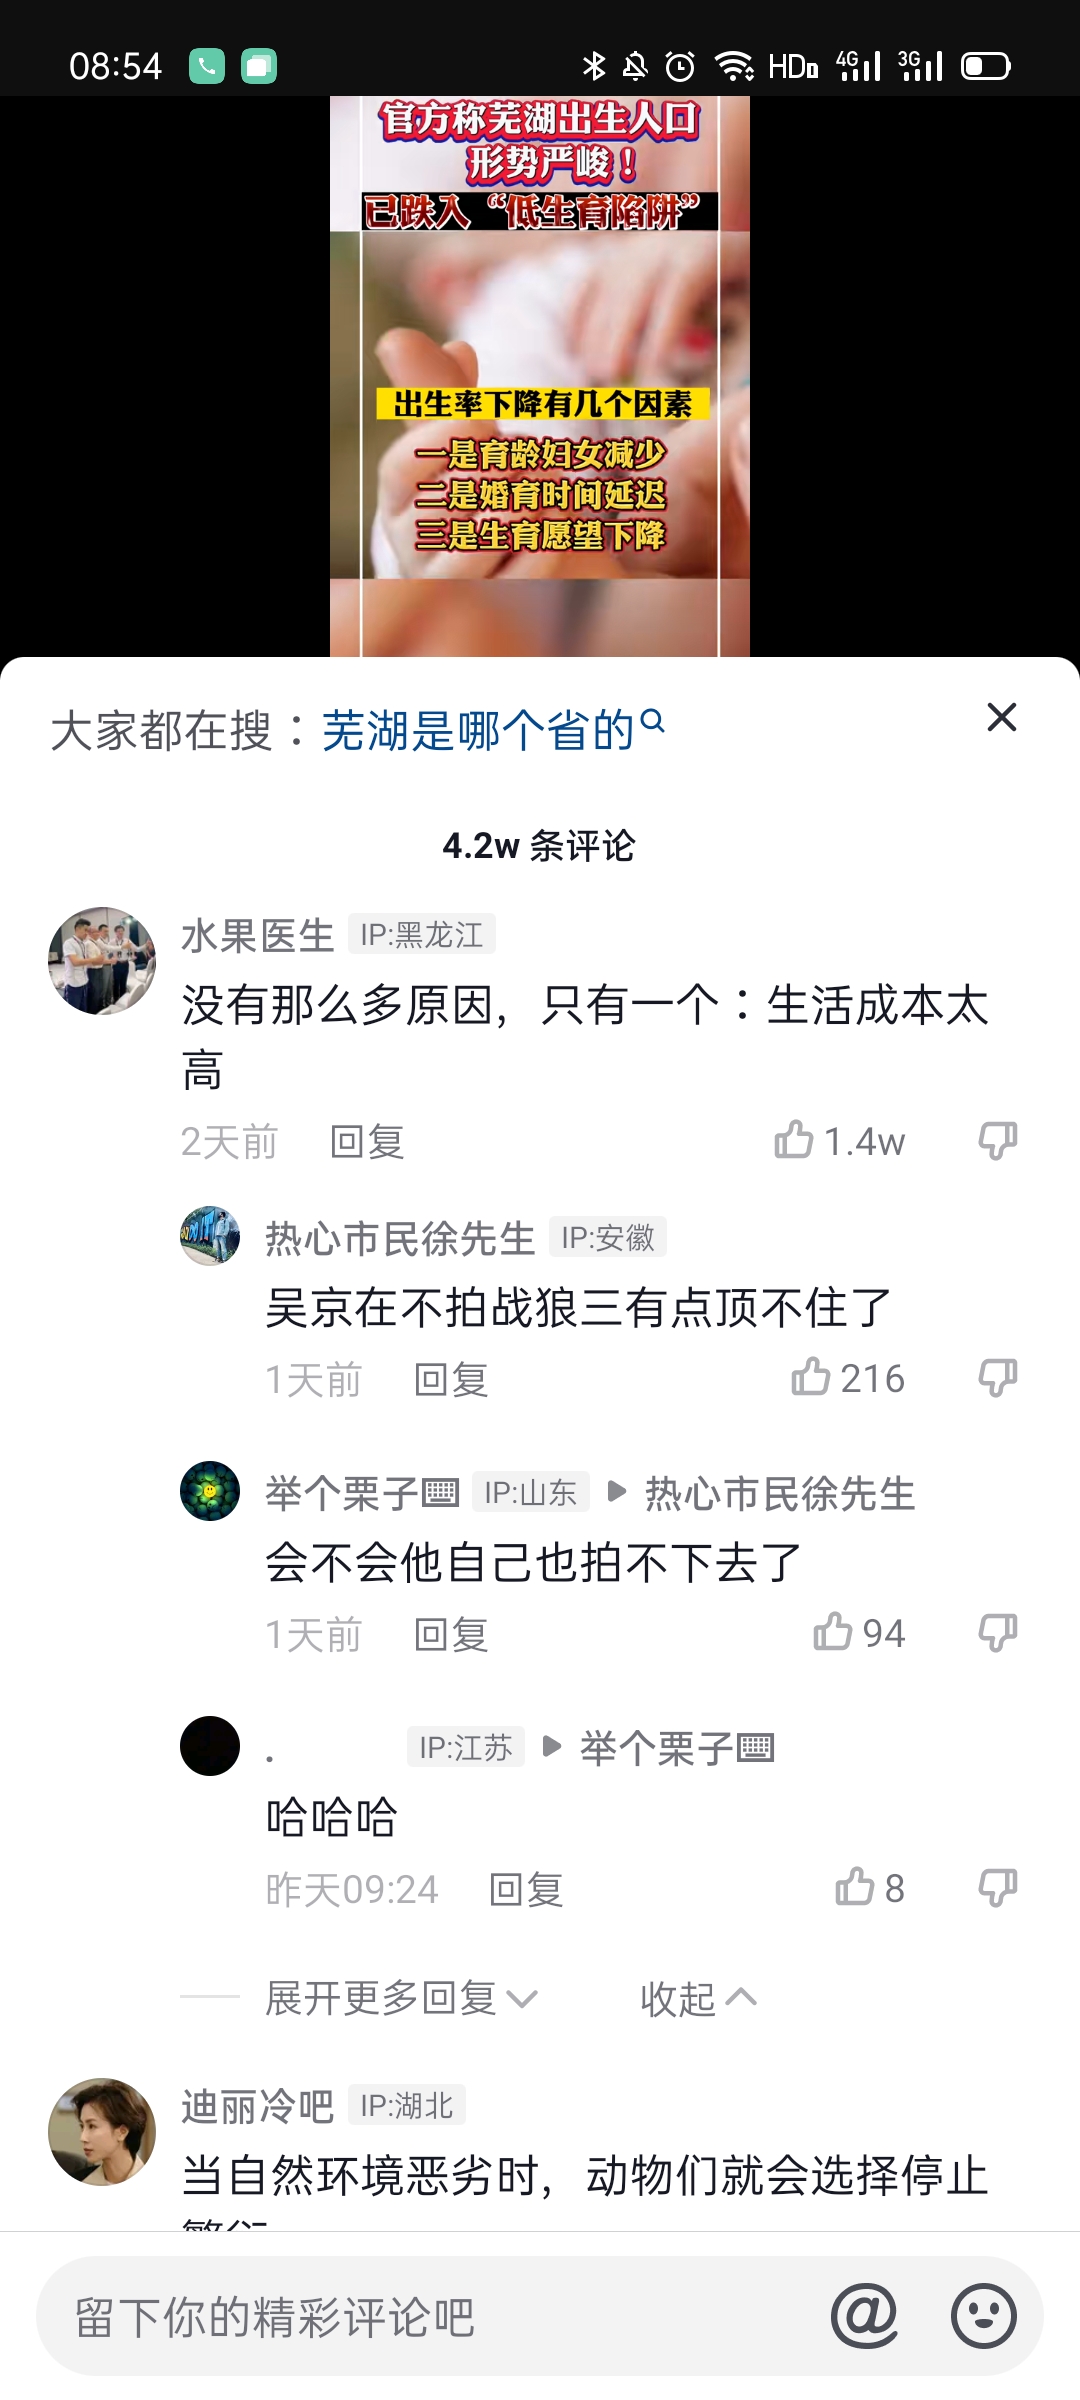 08:54
HD
4G
3G
官方称芜湖出生人口
形势严峻！
已跌入“低生育陷阱”
出生率下降有几个因素
一是育龄妇女减少
二是婚育时间延迟
三是生育愿望下降
大家都在搜：芜湖是哪个省的
4.2w 条评论
水果医生 IP:黑龙江
没有那么多原因，只有一个：生活成本太
高
2天前 回复 1.4w
热心市民徐先生 IP:安徽
吴京在不拍战狼三有点顶不住了
1天前 回复 216
举个栗子⌨ IP:山东 ▶ 热心市民徐先生
会不会他自己也拍不下去了
1天前 回复 94
. IP:江苏 ▶ 举个栗子⌨
哈哈哈
昨天09:24 回复 8
展开更多回复 收起
迪丽冷吧 IP:湖北
当自然环境恶劣时，动物们就会选择停止
留下你的精彩评论吧 @